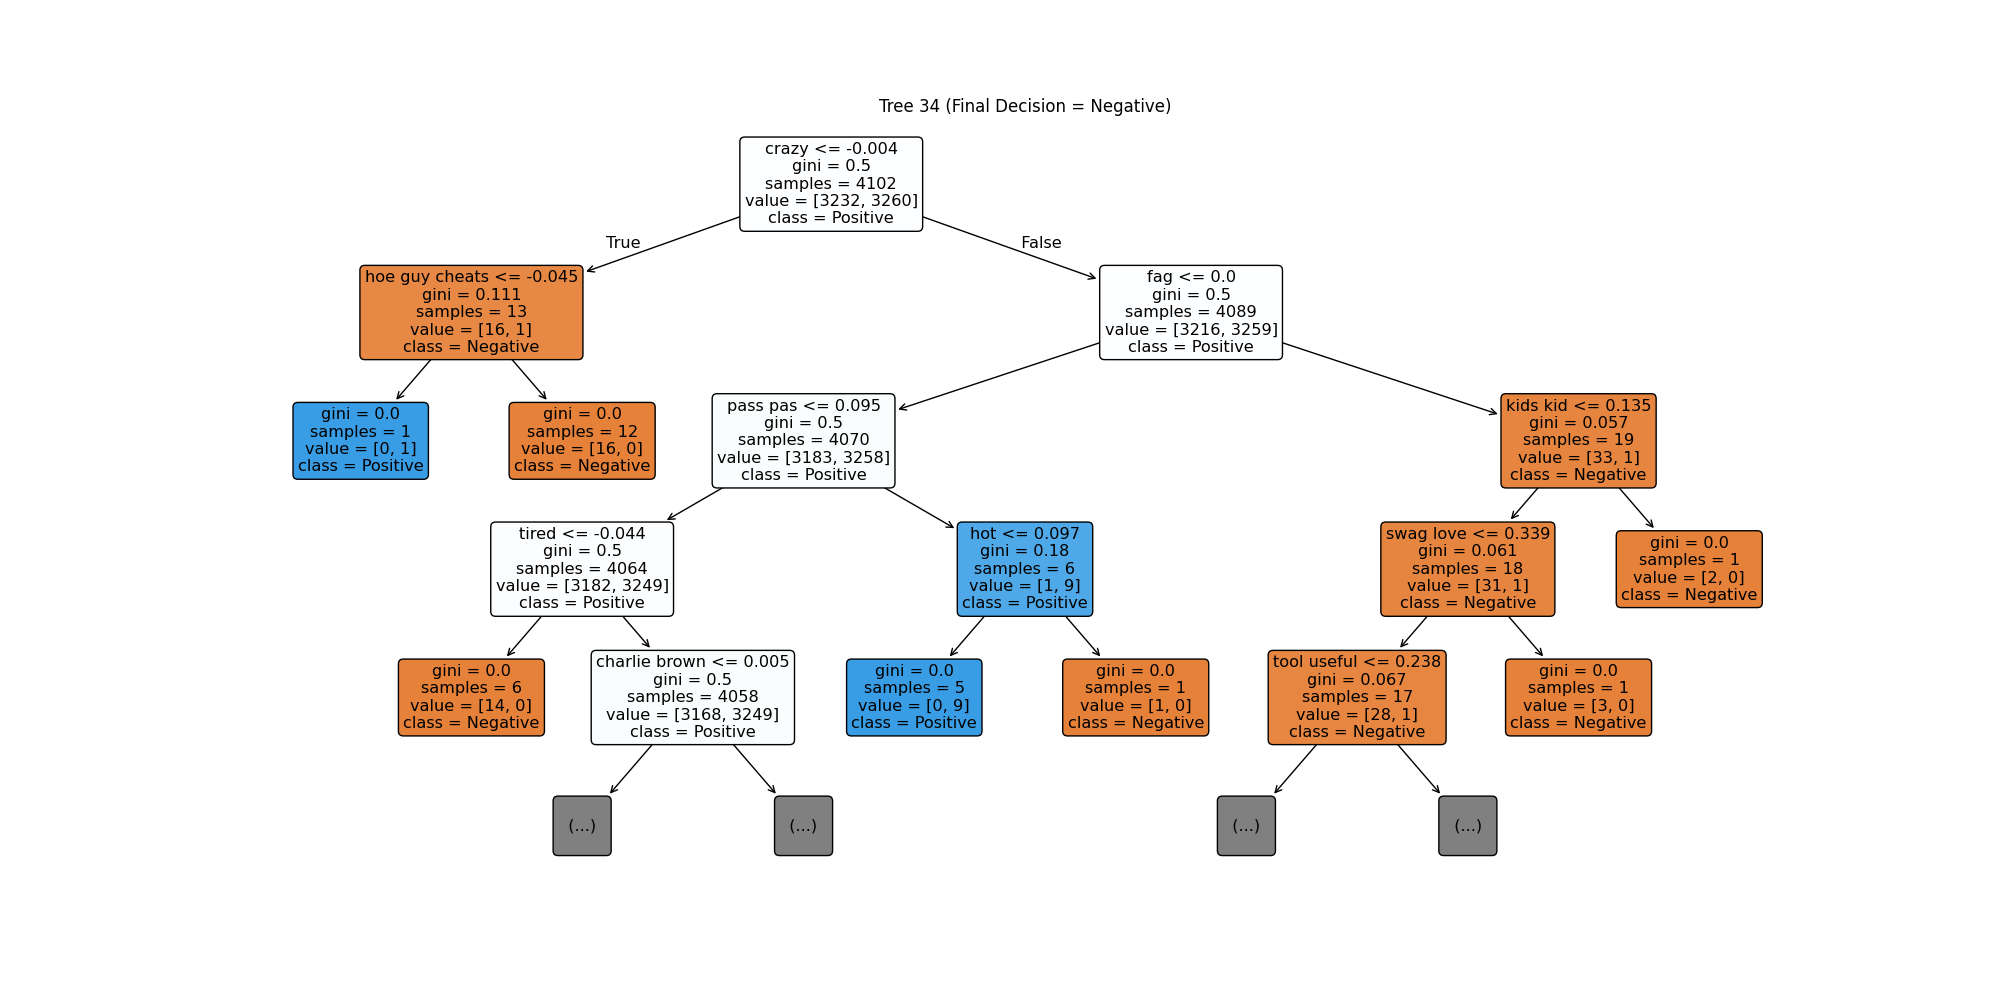 Tree 34 (Final Decision = Negative)
crazy <= -0.004
gini = 0.5
samples = 4102
value = [3232, 3260]
class = Positive
True
False
hoe guy cheats <= -0.045
gini = 0.111
samples = 13
value = [16, 1]
class = Negative
fag <= 0.0
gini = 0.5
samples = 4089
value = [3216, 3259]
class = Positive
gini = 0.0
samples = 1
value = [0, 1]
class = Positive
gini = 0.0
samples = 12
value = [16, 0]
class = Negative
pass pas <= 0.095
gini = 0.5
samples = 4070
value = [3183, 3258]
class = Positive
kids kid <= 0.135
gini = 0.057
samples = 19
value = [33, 1]
class = Negative
tired <= -0.044
gini = 0.5
samples = 4064
value = [3182, 3249]
class = Positive
hot <= 0.097
gini = 0.18
samples = 6
value = [1, 9]
class = Positive
swag love <= 0.339
gini = 0.061
samples = 18
value = [31, 1]
class = Negative
gini = 0.0
samples = 1
value = [2, 0]
class = Negative
gini = 0.0
samples = 6
value = [14, 0]
class = Negative
charlie brown <= 0.005
gini = 0.5
samples = 4058
value = [3168, 3249]
class = Positive
gini = 0.0
samples = 5
value = [0, 9]
class = Positive
gini = 0.0
samples = 1
value = [1, 0]
class = Negative
tool useful <= 0.238
gini = 0.067
samples = 17
value = [28, 1]
class = Negative
gini = 0.0
samples = 1
value = [3, 0]
class = Negative
(...)
(...)
(...)
(...)